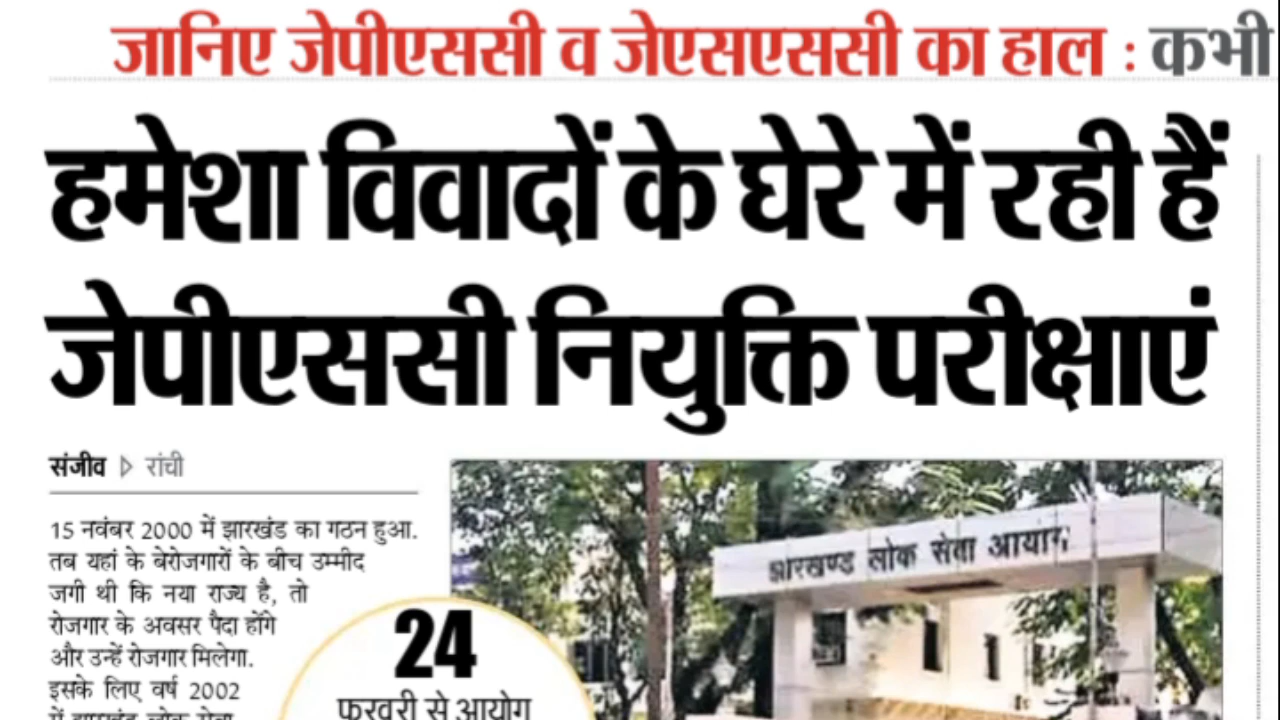 जानिए जेपीएससी व जेएसएससी का हाल : कभी
हमेशा विवादों के घेरे में रही हैं
जेपीएससी नियुक्ति परीक्षाएं
संजीव ▷ रांची
15 नवंबर 2000 में झारखंड का गठन हुआ.
तब यहां के बेरोजगारों के बीच उम्मीद
जगी थी कि नया राज्य है, तो
रोजगार के अवसर पैदा होंगे
और उन्हें रोजगार मिलेगा.
इसके लिए वर्ष 2002
में झारखंड लोक सेवा
24
फरवरी से आयोग
झारखण्ड लोक सेवा आयोग